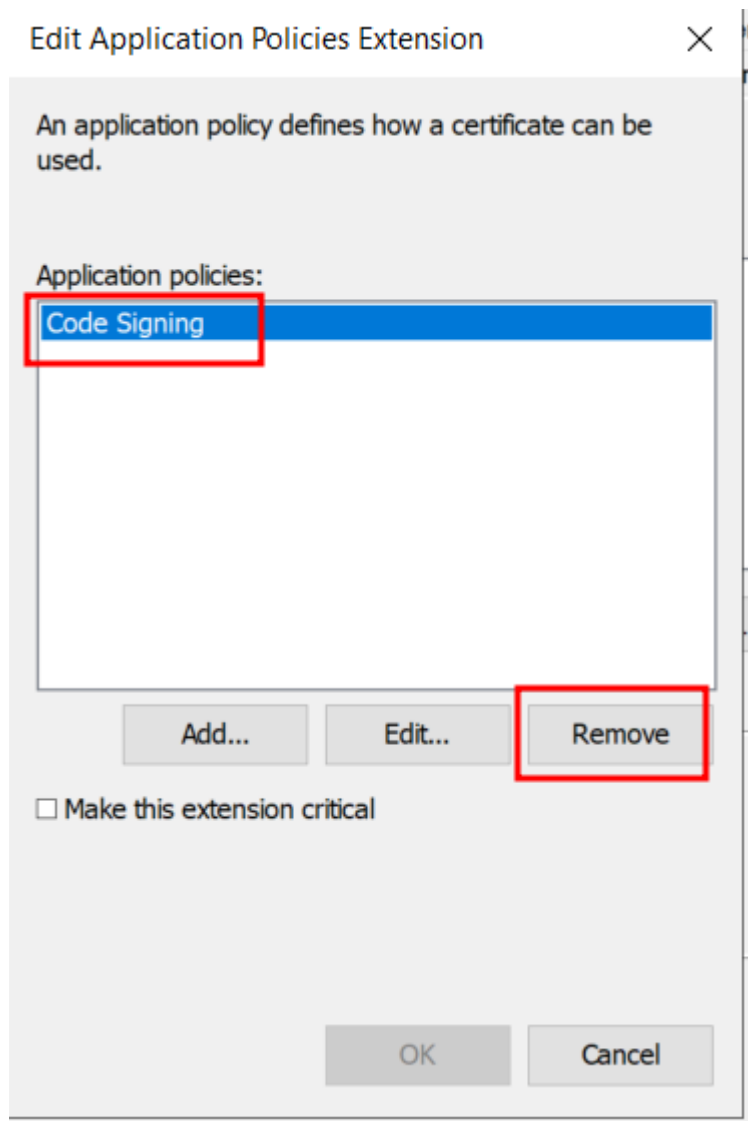 Edit Application Policies Extension
An application policy defines how a certificate can be
used.
Application policies:
Code Signing
Add...
Edit...
Remove
Make this extension critical
OK
Cancel